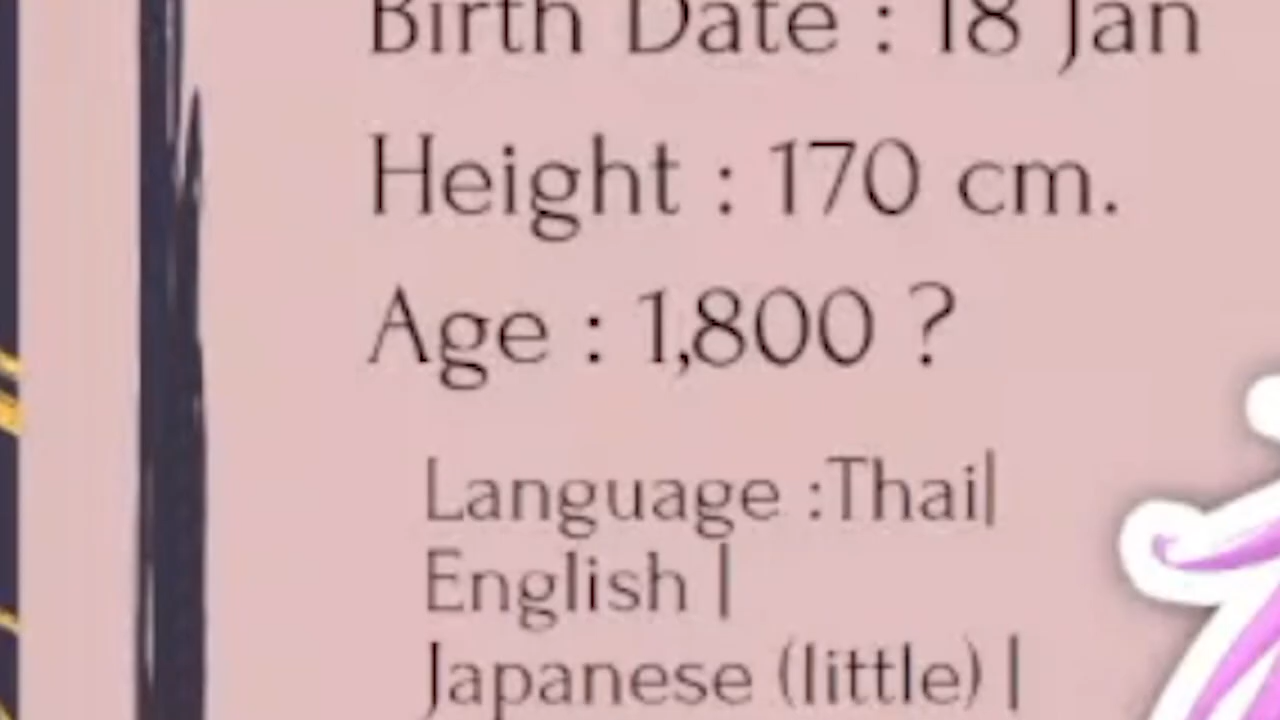 Birth Date : 18 Jan
Height : 170 cm.
Age : 1,800 ?
Language :Thai|
English |
Japanese (little) |